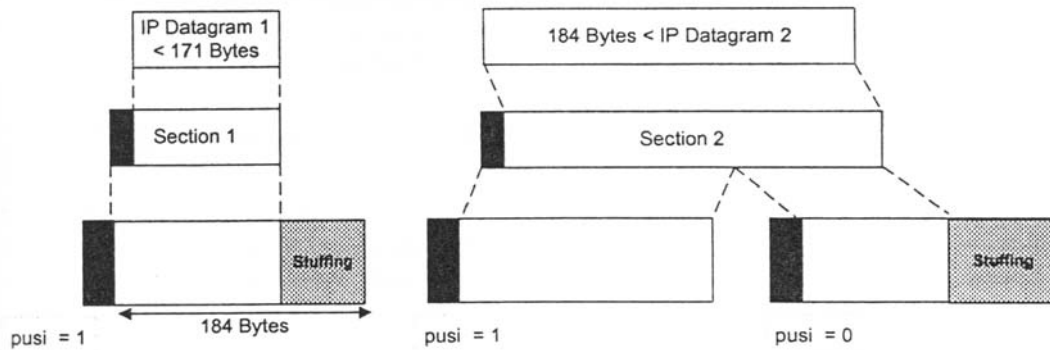 IP Datagram 1
< 171 Bytes
184 Bytes < IP Datagram 2
Section 1
Section 2
Stuffing
Stuffing
184 Bytes
pusi = 1
pusi = 1
pusi = 0